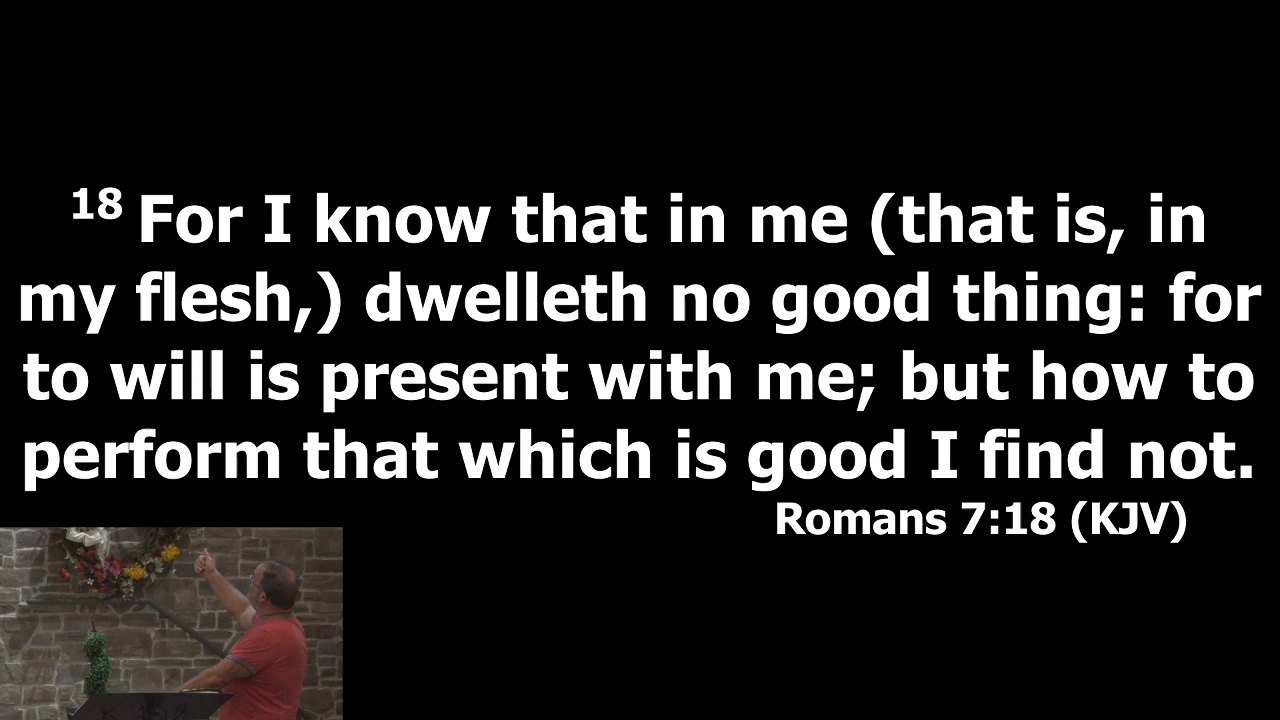 18 For I know that in me (that is, in
my flesh,) dwelleth no good thing: for
to will is present with me; but how to
perform that which is good I find not.
Romans 7:18 (KJV)